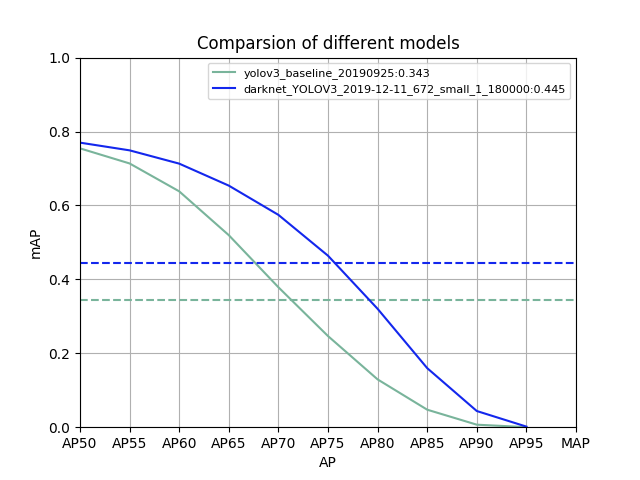 Comparsion of different models
yolov3_baseline_20190925:0.343
darknet_YOLOV3_2019-12-11_672_small_1_180000:0.445
1.0
0.8
0.6
0.4
0.2
0.0
mAP
AP50 AP55 AP60 AP65 AP70 AP75 AP80 AP85 AP90 AP95 MAP
AP